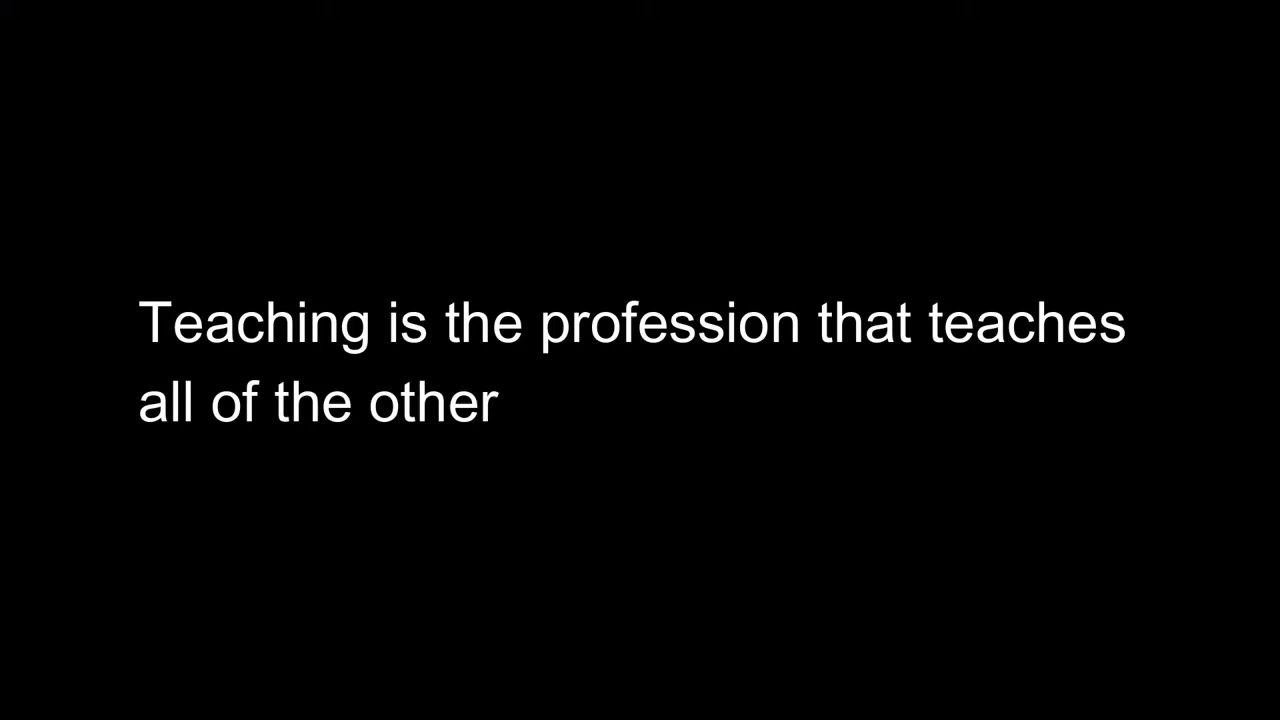 Teaching is the profession that teaches
all of the other